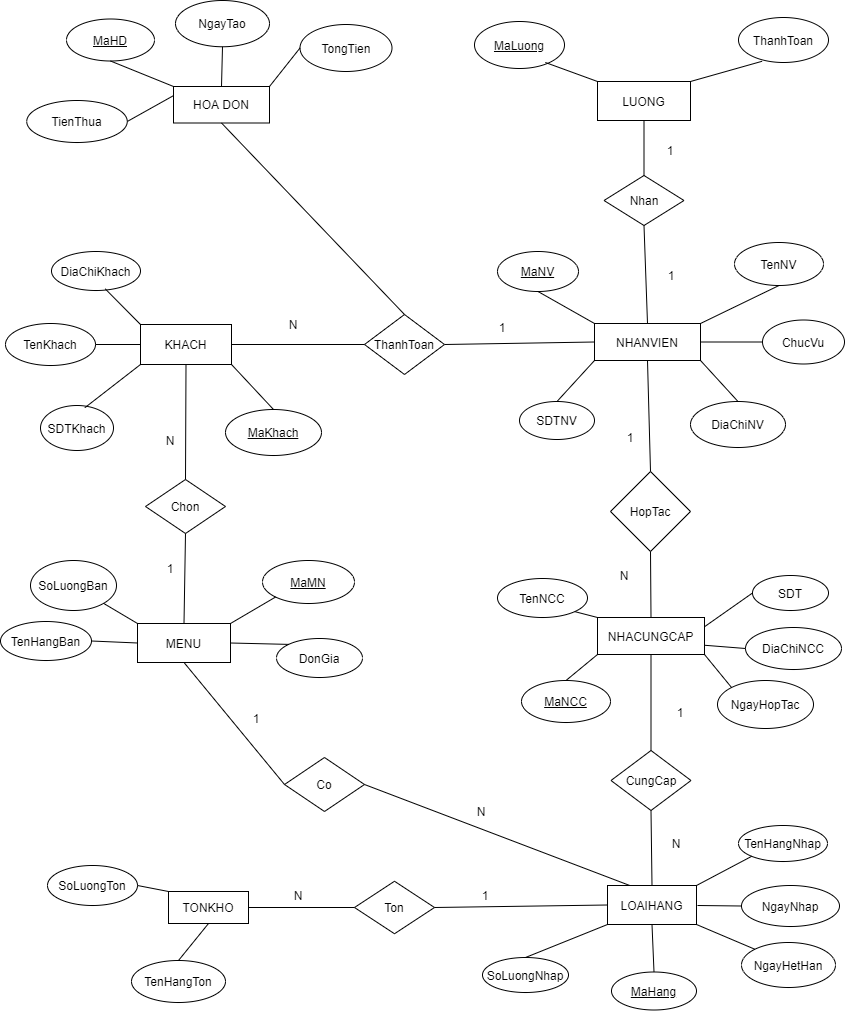 NgayTao
MaHD
TongTien
HOA DON
TienThua
MaLuong
ThanhToan
LUONG
1
Nhan
1
DiaChiKhach
TenKhach
KHACH
SDTKhach
MaKhach
N
ThanhToan
1
MaNV
TenNV
NHANVIEN
ChucVu
SDTNV
DiaChiNV
N
Chon
1
1
HopTac
N
SoLuongBan
MaMN
TenHangBan
MENU
DonGia
TenNCC
SDT
NHACUNGCAP
DiaChiNCC
MaNCC
NgayHopTac
1
Co
N
1
CungCap
N
SoLuongTon
TONKHO
TenHangTon
N
Ton
1
TenHangNhap
LOAIHANG
NgayNhap
SoLuongNhap
NgayHetHan
MaHang